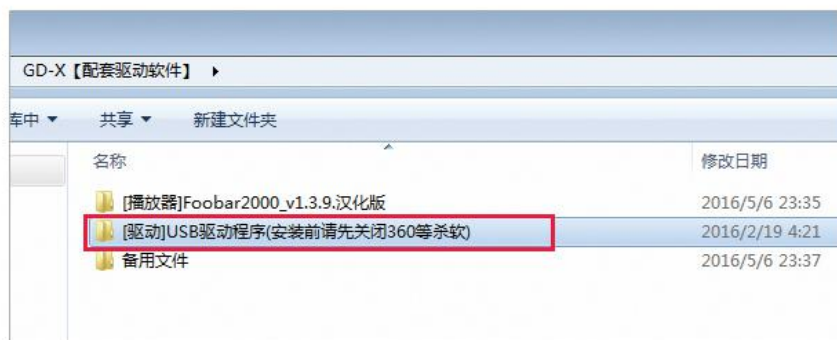 GD-X【配套驱动软件】
库中 共享 新建文件夹
名称 修改日期
[播放器]Foobar2000_v1.3.9.汉化版 2016/5/6 23:35
[驱动]USB驱动程序(安装前请先关闭360等杀软) 2016/2/19 4:21
备用文件 2016/5/6 23:37